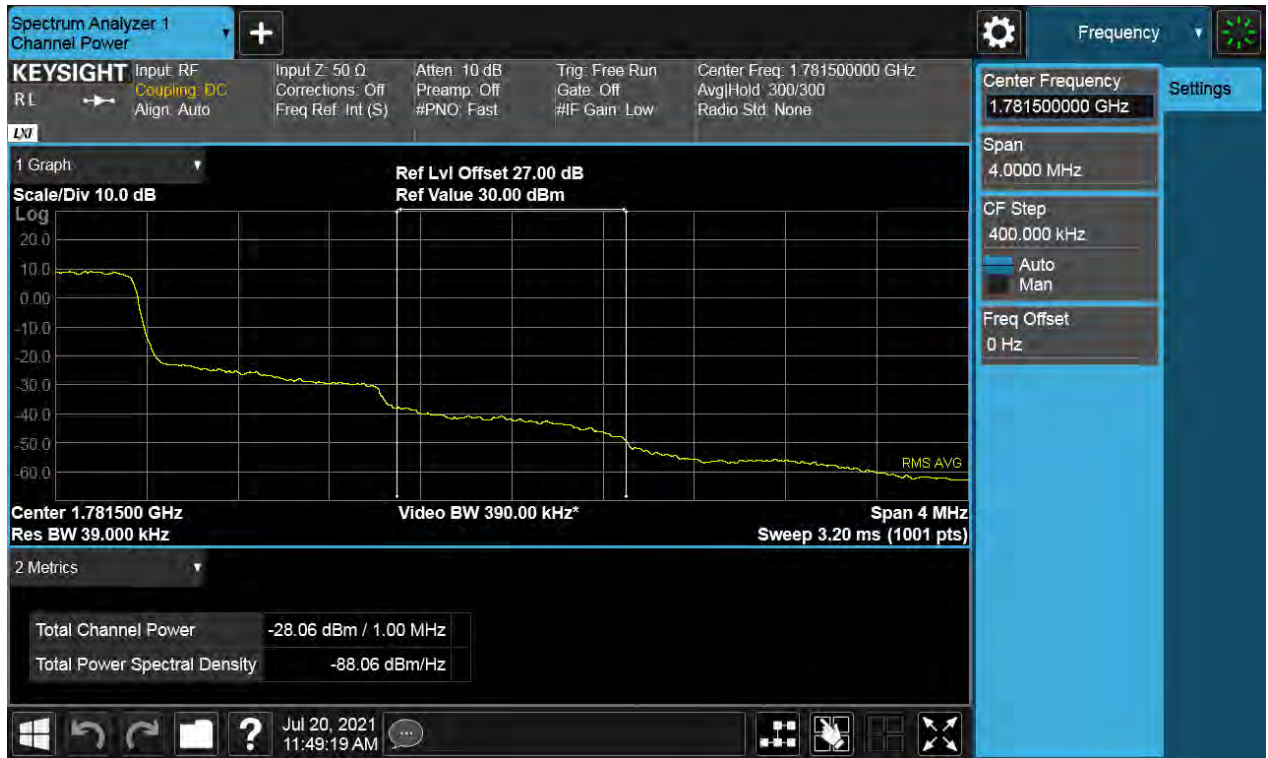 Spectrum Analyzer 1
Channel Power
+
Frequency
KEYSIGHT
RL
LXI
Input: RF
Coupling: DC
Align: Auto
Input Z: 50 Ω
Corrections: Off
Freq Ref: Int (S)
Atten: 10 dB
Preamp: Off
#PNO: Fast
Trig: Free Run
Gate: Off
#IF Gain: Low
Center Freq: 1.781500000 GHz
Avg|Hold: 300/300
Radio Std: None
1 Graph
Scale/Div 10.0 dB
Ref Lvl Offset 27.00 dB
Ref Value 30.00 dBm
Log
20.0
10.0
0.00
-10.0
-20.0
-30.0
-40.0
-50.0
-60.0
RMS AVG
Center 1.781500 GHz
Video BW 390.00 kHz*
Span 4 MHz
Res BW 39.000 kHz
Sweep 3.20 ms (1001 pts)
2 Metrics
Total Channel Power -28.06 dBm / 1.00 MHz
Total Power Spectral Density -88.06 dBm/Hz
?
Jul 20, 2021
11:49:19 AM
Center Frequency
1.781500000 GHz
Settings
Span
4.0000 MHz
CF Step
400.000 kHz
Auto
Man
Freq Offset
0 Hz